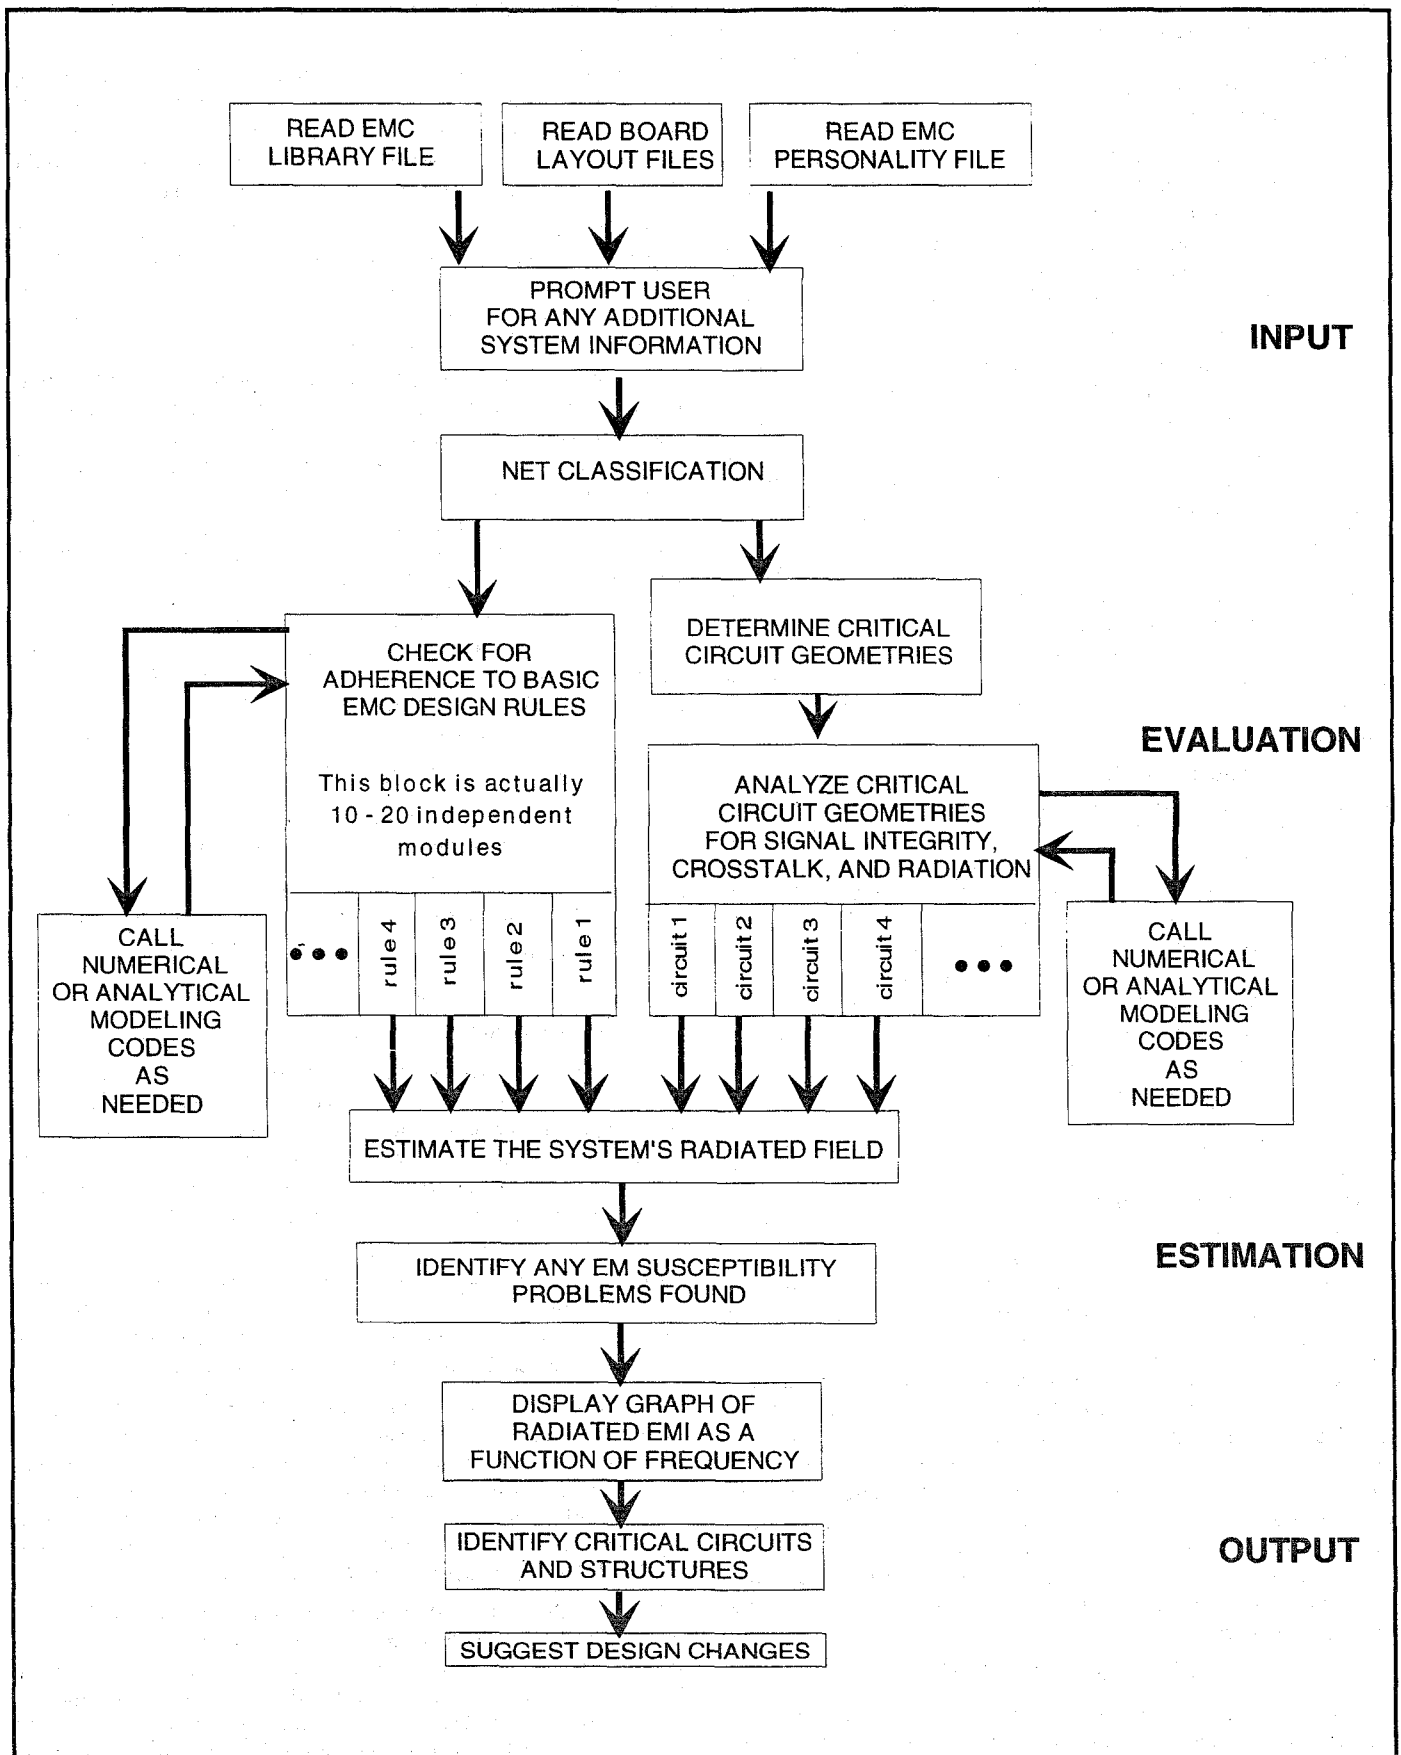 READ EMC
LIBRARY FILE
READ BOARD
LAYOUT FILES
READ EMC
PERSONALITY FILE
PROMPT USER
FOR ANY ADDITIONAL
SYSTEM INFORMATION
INPUT
NET CLASSIFICATION
CHECK FOR
ADHERENCE TO BASIC
EMC DESIGN RULES
This block is actually
10 - 20 independent
modules
DETERMINE CRITICAL
CIRCUIT GEOMETRIES
EVALUATION
ANALYZE CRITICAL
CIRCUIT GEOMETRIES
FOR SIGNAL INTEGRITY,
CROSSTALK, AND RADIATION
CALL
NUMERICAL
OR ANALYTICAL
MODELING
CODES
AS
NEEDED
•••
rule 4
rule 3
rule 2
rule 1
circuit 1
circuit 2
circuit 3
circuit 4
•••
CALL
NUMERICAL
OR ANALYTICAL
MODELING
CODES
AS
NEEDED
ESTIMATE THE SYSTEM'S RADIATED FIELD
IDENTIFY ANY EM SUSCEPTIBILITY
PROBLEMS FOUND
ESTIMATION
DISPLAY GRAPH OF
RADIATED EMI AS A
FUNCTION OF FREQUENCY
IDENTIFY CRITICAL CIRCUITS
AND STRUCTURES
OUTPUT
SUGGEST DESIGN CHANGES